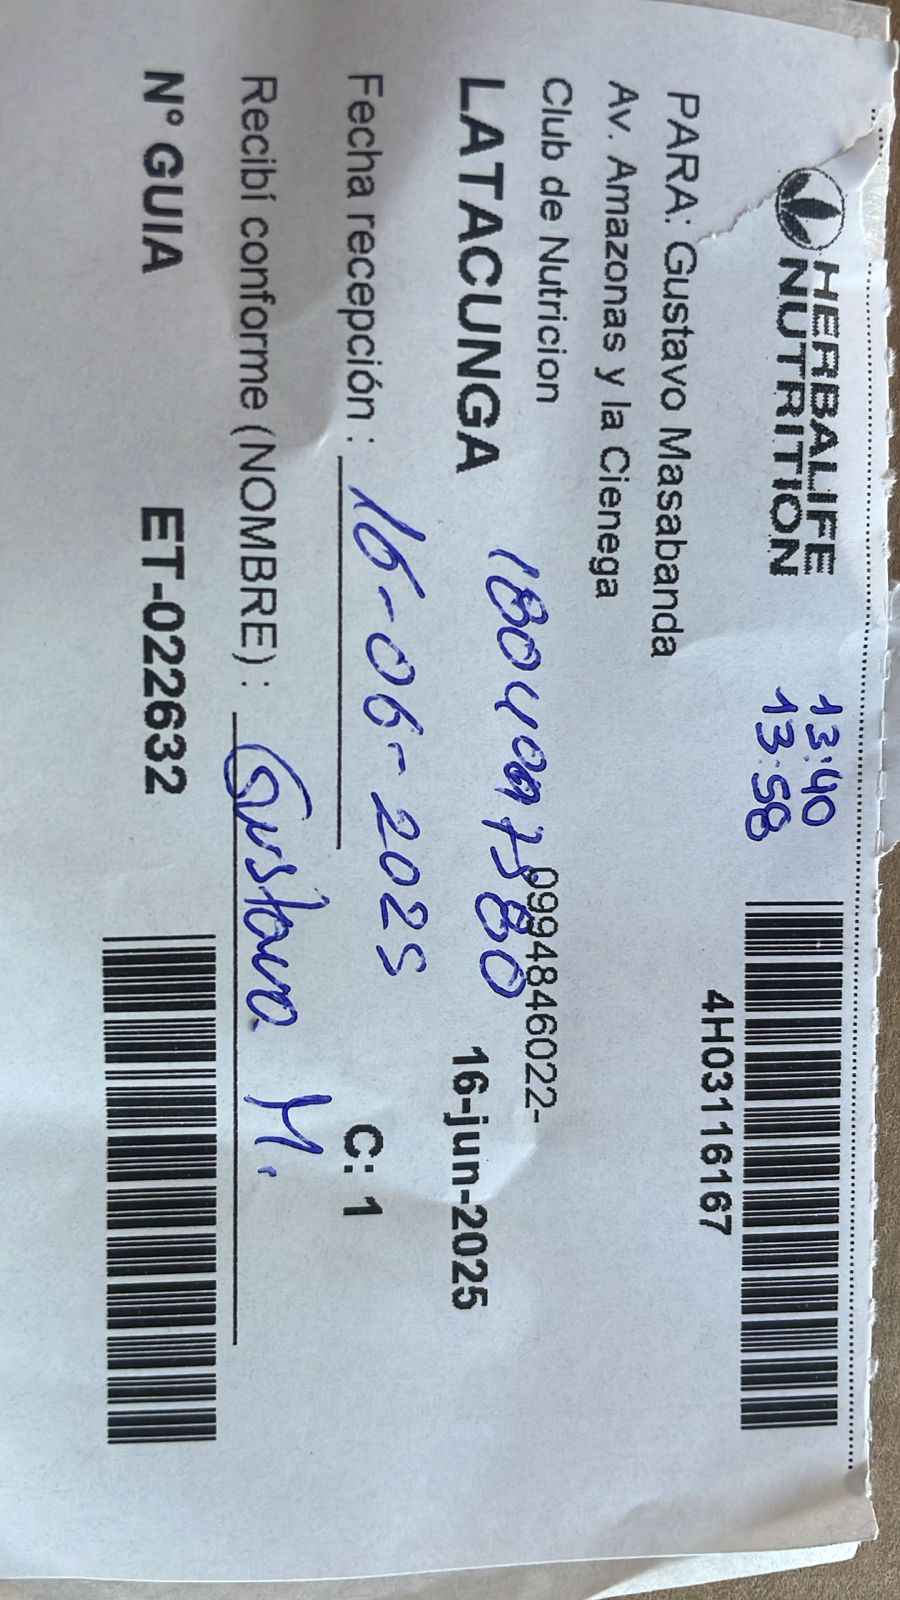 HERBALIFE
NUTRITION
13:40
13:58
4H03116167
PARA: Gustavo Masabanda
Av. Amazonas y la Cienega
Club de Nutricion
09994846022-
LATACUNGA
16-jun-2025
Fecha recepción : 16-06-2025
C: 1
Recibí conforme (NOMBRE) : Gustavo M.
N° GUIA ET-022632